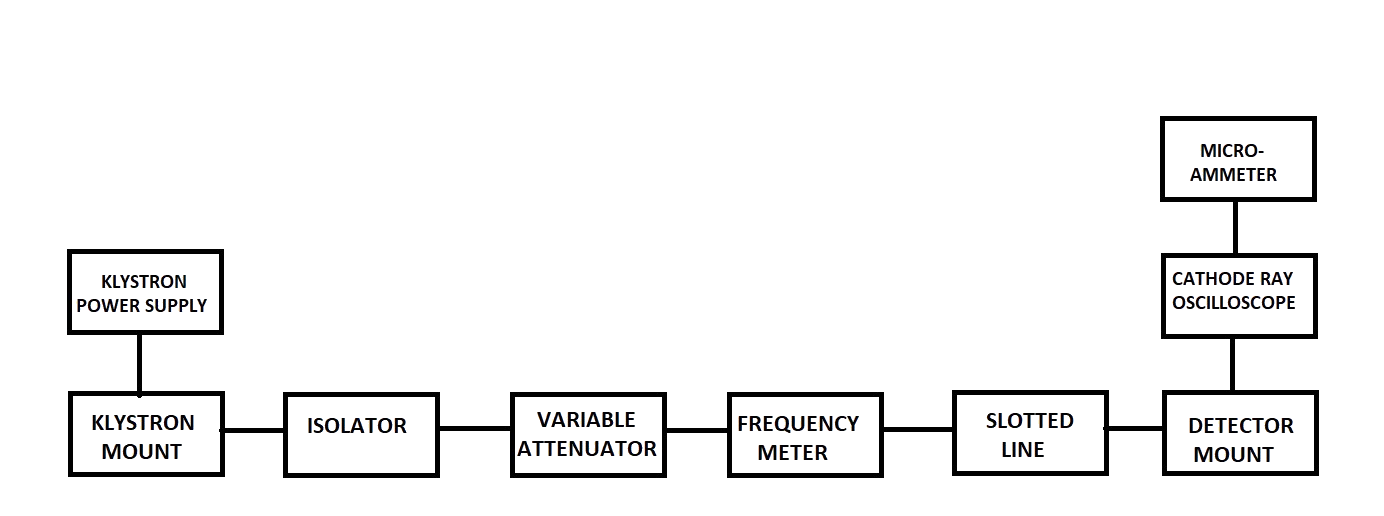 MICRO-
AMMETER
KLYSTRON
POWER SUPPLY
CATHODE RAY
OSCILLOSCOPE
KLYSTRON
MOUNT
ISOLATOR
VARIABLE
ATTENUATOR
FREQUENCY
METER
SLOTTED
LINE
DETECTOR
MOUNT